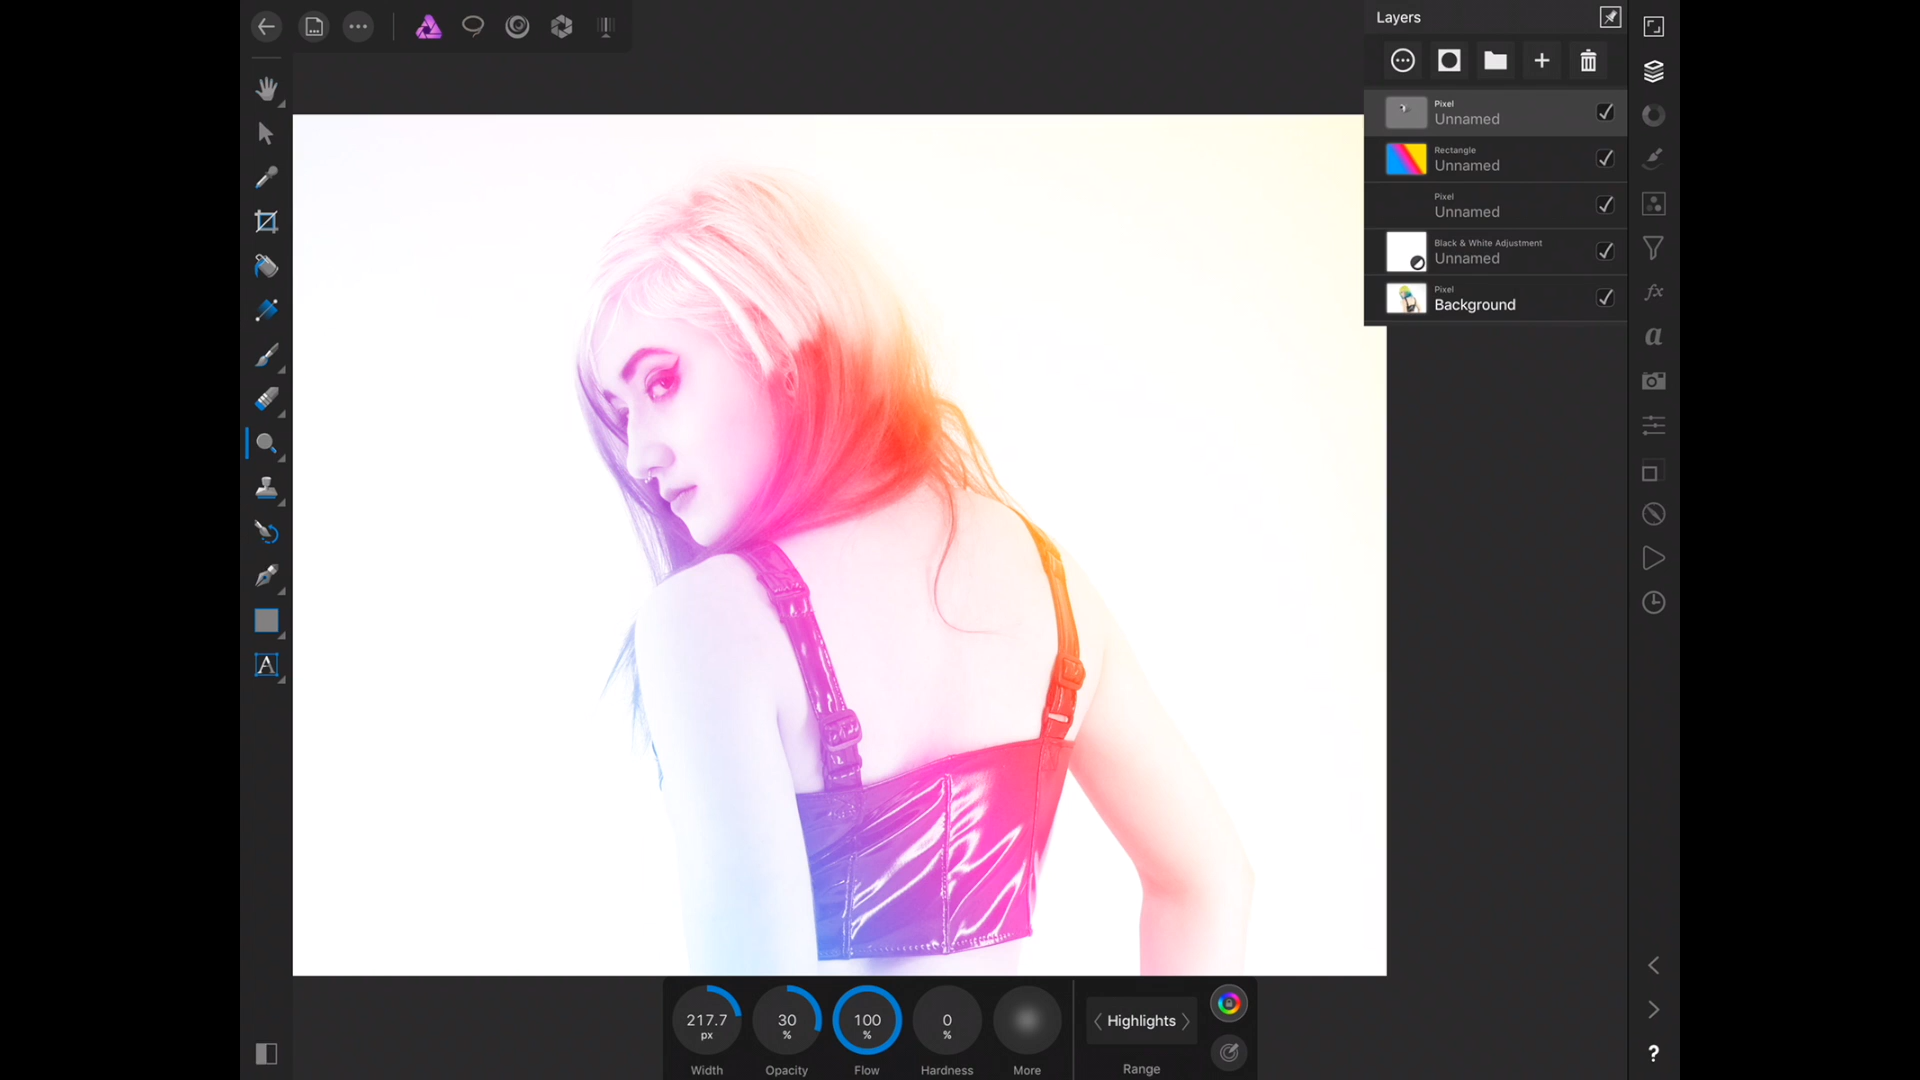 Layers
Pixel
Unnamed
Rectangle
Unnamed
Pixel
Unnamed
Black & White Adjustment
Unnamed
Pixel
Background
fx
a
A
217.7
px
Width
30
%
Opacity
100
%
Flow
0
%
Hardness
More
Highlights
Range
?